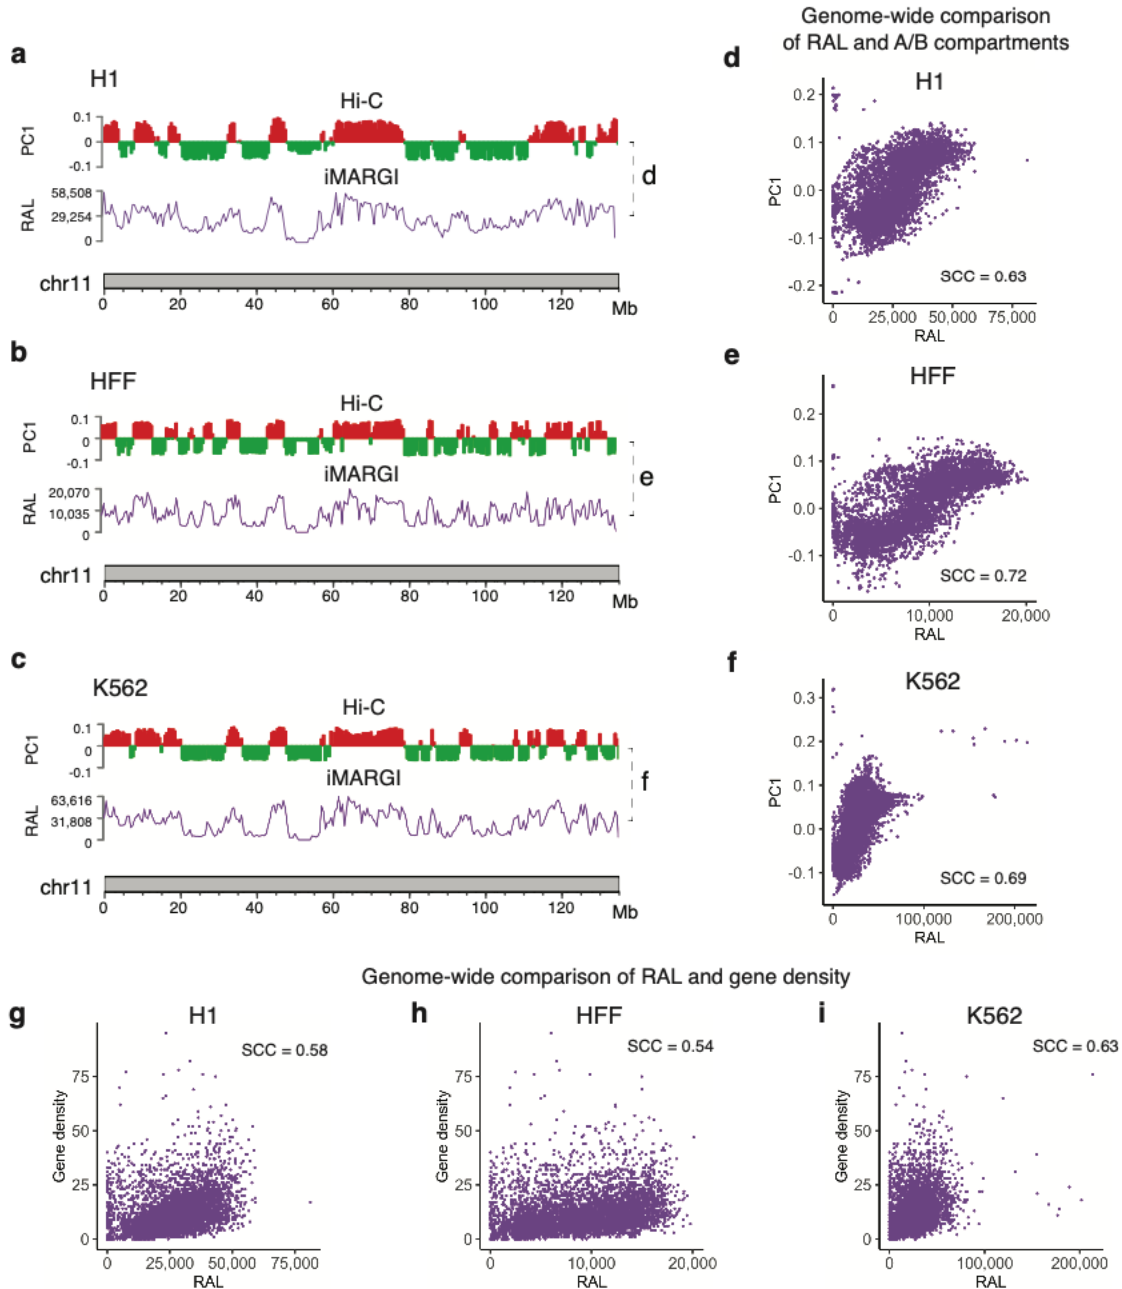 Genome-wide comparison
of RAL and A/B compartments
a
H1
Hi-C
PC1
0.1
0
-0.1
iMARGI
RAL
58,508
29,254
0
d
chr11
0 20 40 60 80 100 120 Mb
d
H1
PC1
0.2
0.1
0.0
-0.1
-0.2
SCC = 0.63
0 25,000 50,000 75,000
RAL
b
HFF
Hi-C
PC1
0.1
0
-0.1
iMARGI
RAL
20,070
10,035
0
e
chr11
0 20 40 60 80 100 120 Mb
e
HFF
PC1
0.2
0.1
0.0
-0.1
SCC = 0.72
0 10,000 20,000
RAL
c
K562
Hi-C
PC1
0.1
0
-0.1
iMARGI
RAL
63,616
31,808
0
f
chr11
0 20 40 60 80 100 120 Mb
f
K562
PC1
0.3
0.2
0.1
0.0
-0.1
SCC = 0.69
0 100,000 200,000
RAL
Genome-wide comparison of RAL and gene density
g
H1
SCC = 0.58
Gene density
75
50
25
0
0 25,000 50,000 75,000
RAL
h
HFF
SCC = 0.54
Gene density
75
50
25
0
0 10,000 20,000
RAL
i
K562
SCC = 0.63
Gene density
75
50
25
0
0 100,000 200,000
RAL